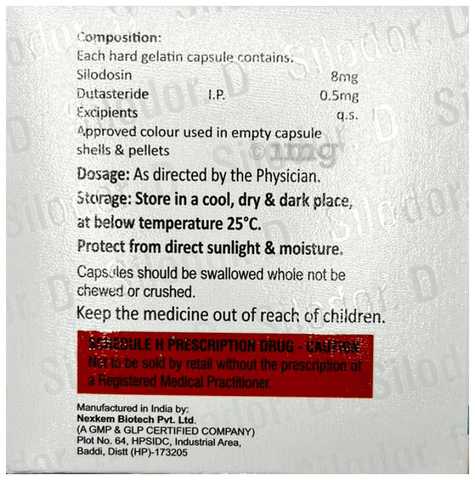 Composition:
Each hard gelatin capsule contains:
Silodosin 8mg
Dutasteride I.P. 0.5mg
Excipients q.s.
Approved colour used in empty capsule
shells & pellets
©1mg
Dosage: As directed by the Physician.
Storage: Store in a cool, dry & dark place,
at below temperature 25°C.
Protect from direct sunlight & moisture.
Capsules should be swallowed whole not be
chewed or crushed.
Keep the medicine out of reach of children.
SCHEDULE H PRESCRIPTION DRUG - CAUTION
Not to be sold by retail without the prescription of
a Registered Medical Practitioner.
Manufactured in India by:
Nexkem Biotech Pvt. Ltd.
(A GMP & GLP CERTIFIED COMPANY)
Plot No. 64, HPSIDC, Industrial Area,
Baddi, Distt (HP)-173205
Silodor D